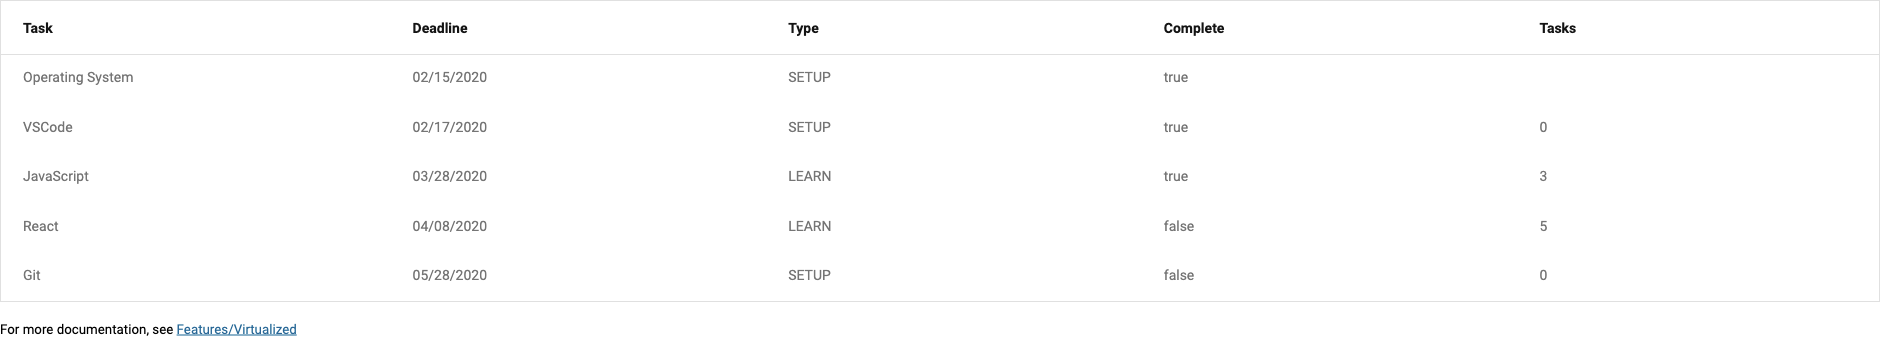 Task Deadline Type Complete Tasks
Operating System 02/15/2020 SETUP true
VSCode 02/17/2020 SETUP true 0
JavaScript 03/28/2020 LEARN true 3
React 04/08/2020 LEARN false 5
Git 05/28/2020 SETUP false 0
For more documentation, see Features/Virtualized